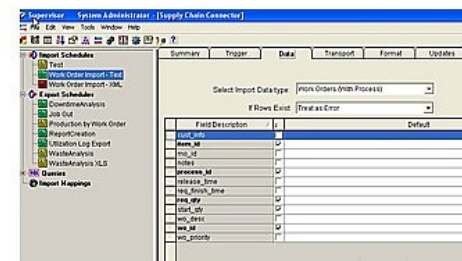 Supervisor System Administrator - [Supply Chain Connector]
File Edit View Tools Window Help
Import Schedules
Test
Work Order Import - Text
Work Order Import - XML
Export Schedules
DowntimeAnalysis
Job Out
Production by Work Order
ReportCreation
Utilization Log Export
WasteAnalysis
WasteAnalysis XLS
Queries
Import Mappings
Summary Trigger Data Transport Format Updates
Select Import Datatype: Work Orders (With Process)
If Rows Exist: Treat as Error
Field Description Default
cust_info
item_id
mo_id
notes
process_id
release_time
req_finish_time
req_qty
start_qty
wo_desc
wo_id
wo_priority